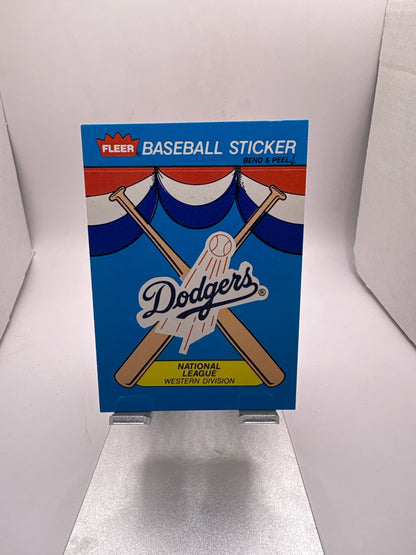 FLEER BASEBALL STICKER
BEND & PEEL
Dodgers ®
NATIONAL
LEAGUE
WESTERN DIVISION